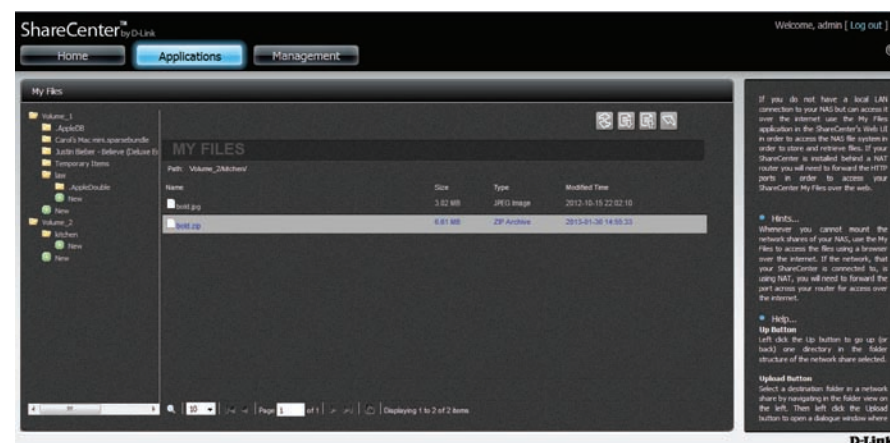 ShareCenter™ by D-Link
Welcome, admin [ Log out ]
Home
Applications
Management
My Files
Volume_1
.AppleDB
Carol's Mac mini.sparsebundle
Justin Bieber - Believe (Deluxe Ec
Temporary Items
law
.AppleDouble
New
New
Volume_2
kitchen
New
New
MY FILES
Path: Volume_2/kitchen/
Name Size Type Modified Time
bold.jpg 3.82 MB JPEG Image 2012-10-15 22:02:10
bold.zip 6.61 MB ZIP Archive 2013-01-30 14:55:33
10 Page 1 of 1 Displaying 1 to 2 of 2 items
If you do not have a local LAN
connection to your NAS but can access it
over the internet use the My Files
application in the ShareCenter's Web UI
in order to access the NAS file system in
order to store and retrieve files. If your
ShareCenter is installed behind a NAT
router you will need to forward the HTTP
ports in order to access your
ShareCenter My Files over the web.
Hints...
Whenever you cannot mount the
network shares of your NAS, use the My
Files to access the files using a browser
over the internet. If the network, that
your ShareCenter is connected to, is
using NAT, you will need to forward the
port across your router for access over
the internet.
Help...
Up Button
Left click the Up button to go up (or
back) one directory in the folder
structure of the network share selected.
Upload Button
Select a destination folder in a network
share by navigating in the folder view on
the left. Then left click the Upload
button to open a dialogue window where
D-Link